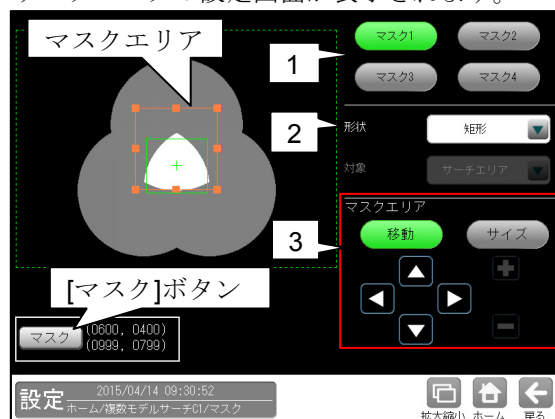 マスクエリア
マスク1
マスク2
1
マスク3
マスク4
2
形状
矩形
対象
サーチエリア
マスクエリア
3
移動
サイズ
[マスク]ボタン
マスク
(0600, 0400)
(0999, 0799)
設定
2015/04/14 09:30:52
ホーム/複数モデルサーチC1/マスク
拡大縮小
ホーム
戻る